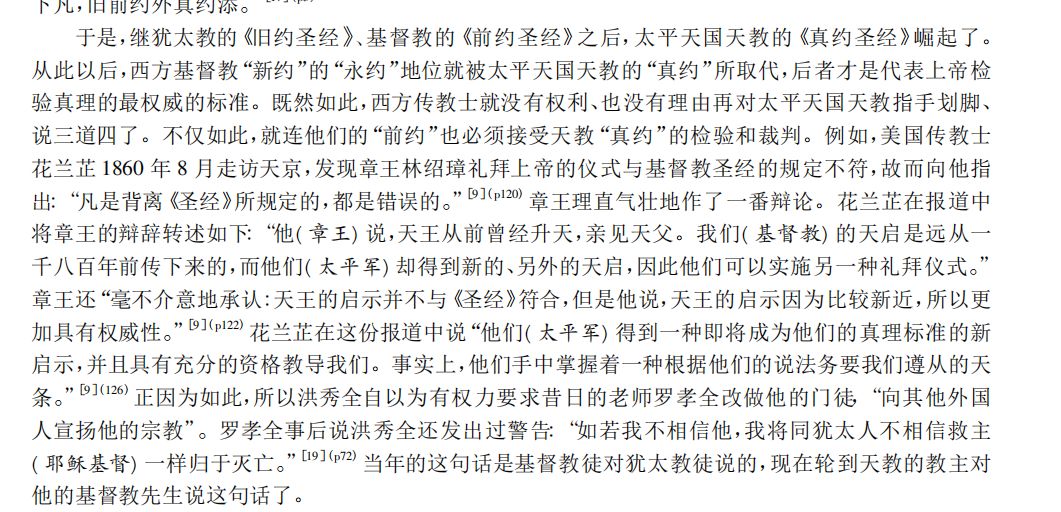 下凡，旧前约外真约添。
于是，继犹太教的《旧约圣经》、基督教的《前约圣经》之后，太平天国天教的《真约圣经》崛起了。
从此以后，西方基督教“新约”的“永约”地位就被太平天国天教的“真约”所取代，后者才是代表上帝检
验真理的最权威的标准。既然如此，西方传教士就没有权利、也没有理由再对太平天国天教指手划脚、
说三道四了。不仅如此，就连他们的“前约”也必须接受天教“真约”的检验和裁判。例如，美国传教士
花兰芷 1860 年 8 月走访天京，发现章王林绍璋礼拜上帝的仪式与基督教圣经的规定不符，故而向他指
出：“凡是背离《圣经》所规定的，都是错误的。”[9](p120) 章王理直气壮地作了一番辩论。花兰芷在报道中
将章王的辩辞转述如下：“他(章王)说，天王从前曾经升天，亲见天父。我们(基督教)的天启是远从一
千八百年前传下来的，而他们(太平军)却得到新的、另外的天启，因此他们可以实施另一种礼拜仪式。”
章王还“毫不介意地承认：天王的启示并不与《圣经》符合，但是他说，天王的启示因为比较新近，所以更
加具有权威性。”[9](p122) 花兰芷在这份报道中说“他们(太平军)得到一种即将成为他们的真理标准的新
启示，并且具有充分的资格教导我们。事实上，他们手中掌握着一种根据他们的说法务要我们遵从的天
条。”[9](126) 正因为如此，所以洪秀全自以为有权力要求昔日的老师罗孝全改做他的门徒，“向其他外国
人宣扬他的宗教”。罗孝全事后说洪秀全还发出过警告：“如若我不相信他，我将同犹太人不相信救主
(耶稣基督)一样归于灭亡。”[19](p72) 当年的这句话是基督教徒对犹太教徒说的，现在轮到天教的教主对
他的基督教先生说这句话了。